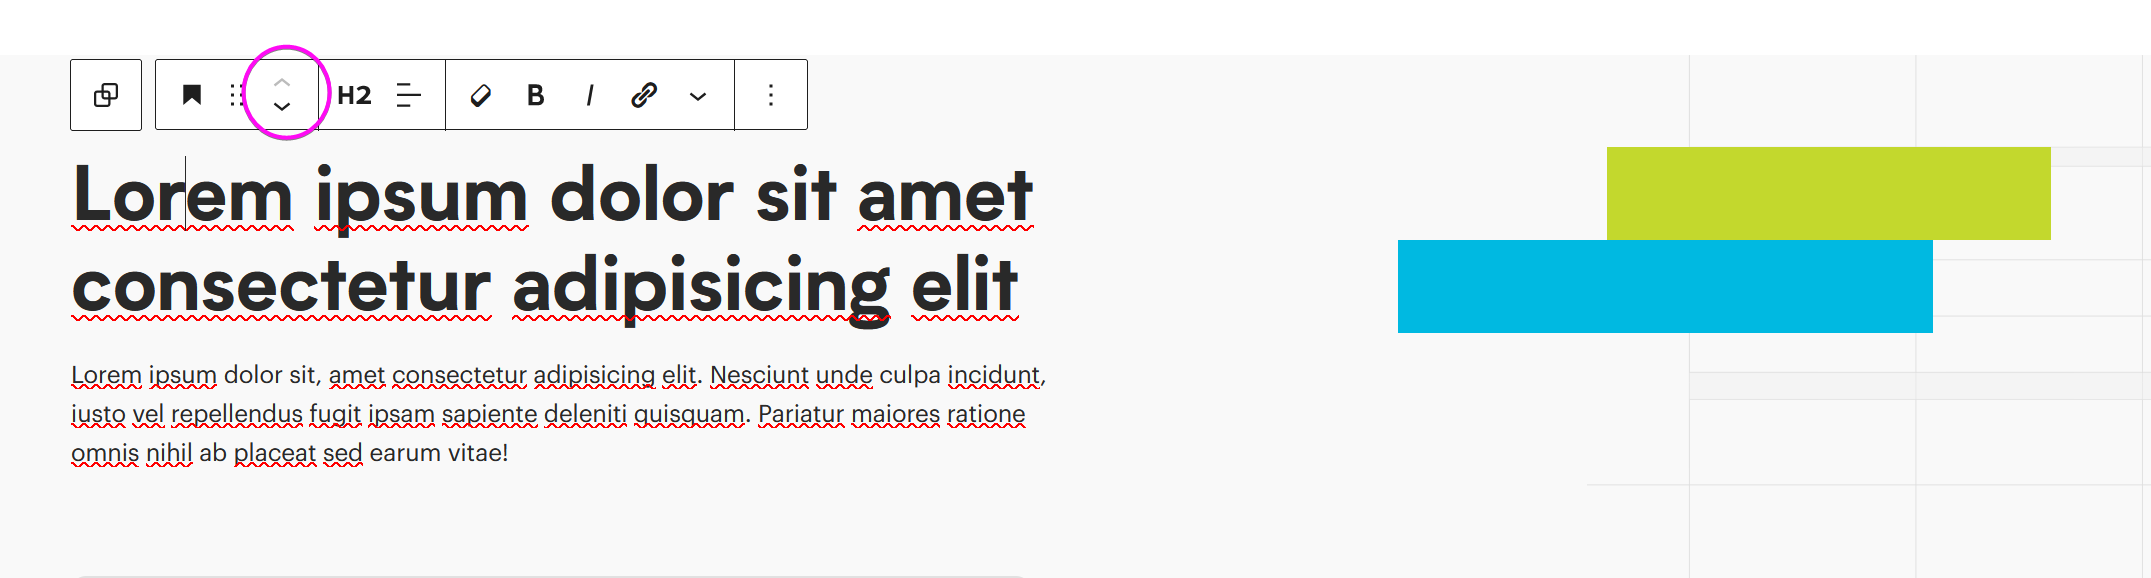 H2 B I
Lorem ipsum dolor sit amet
consectetur adipisicing elit
Lorem ipsum dolor sit, amet consectetur adipisicing elit. Nesciunt unde culpa incidunt,
iusto vel repellendus fugit ipsam sapiente deleniti quisquam. Pariatur maiores ratione
omnis nihil ab placeat sed earum vitae!